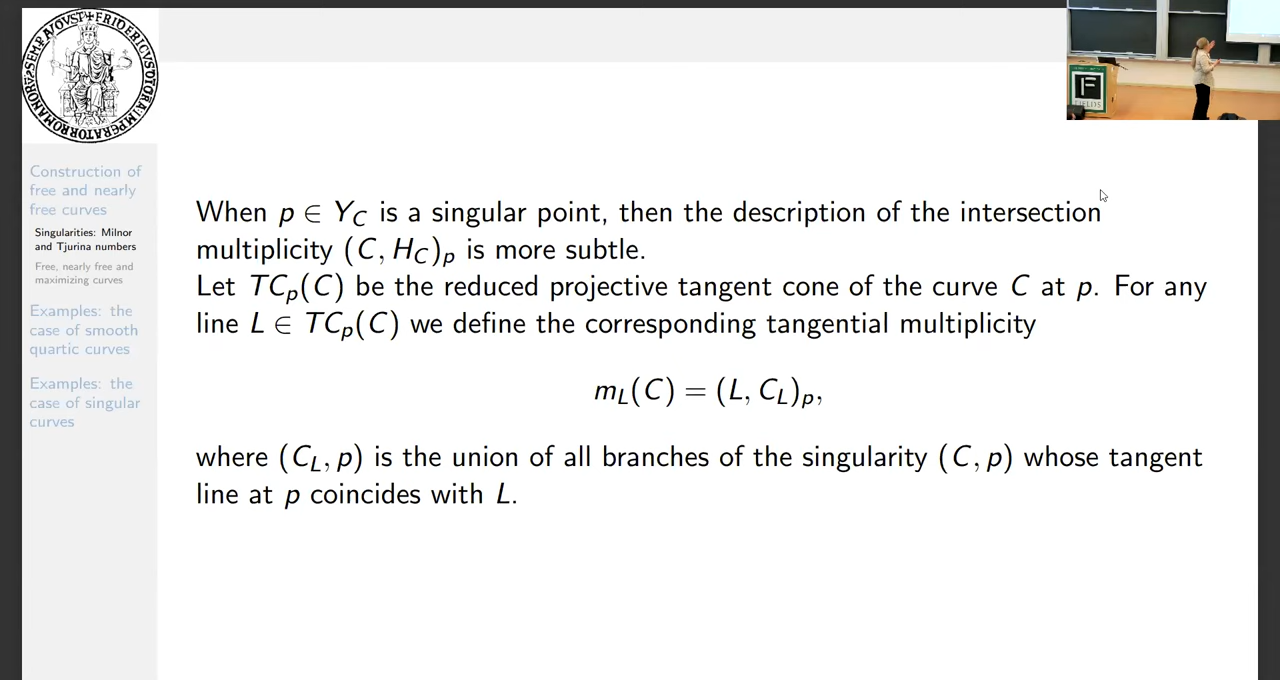 Construction of
free and nearly
free curves
Singularities: Milnor
and Tjurina numbers
Free, nearly free and
maximizing curves
Examples: the
case of smooth
quartic curves
Examples: the
case of singular
curves
When p ∈ Y_C is a singular point, then the description of the intersection
multiplicity (C, H_C)_p is more subtle.
Let TC_p(C) be the reduced projective tangent cone of the curve C at p. For any
line L ∈ TC_p(C) we define the corresponding tangential multiplicity
m_L(C) = (L, C_L)_p,
where (C_L, p) is the union of all branches of the singularity (C, p) whose tangent
line at p coincides with L.
F
FIELDS